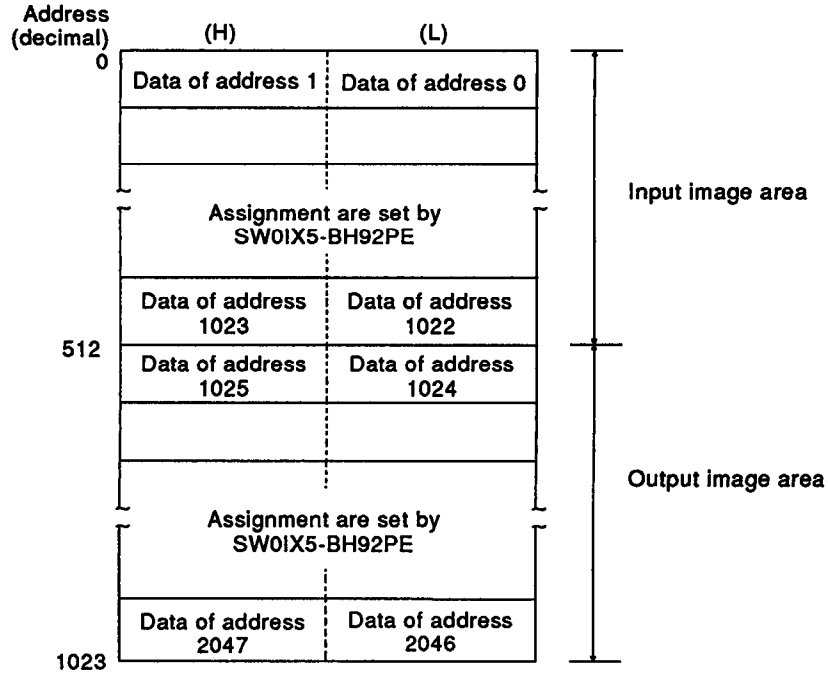 Address
(decimal)
(H)
(L)
0
Data of address 1
Data of address 0
Input image area
Assignment are set by
SW0IX5-BH92PE
Data of address
1023
Data of address
1022
512
Data of address
1025
Data of address
1024
Output image area
Assignment are set by
SW0IX5-BH92PE
Data of address
2047
Data of address
2046
1023